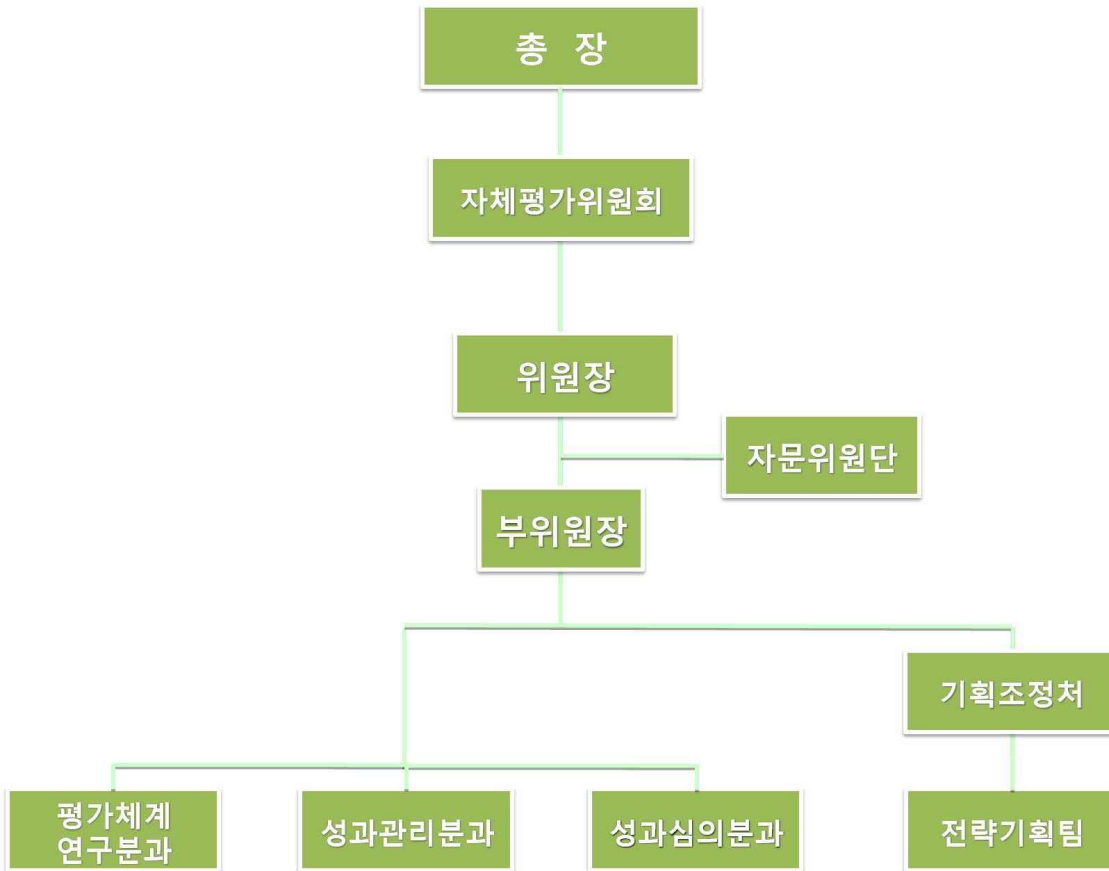 총 장
자체평가위원회
위원장
자문위원단
부위원장
기획조정처
평가체계
연구분과
성과관리분과
성과심의분과
전략기획팀